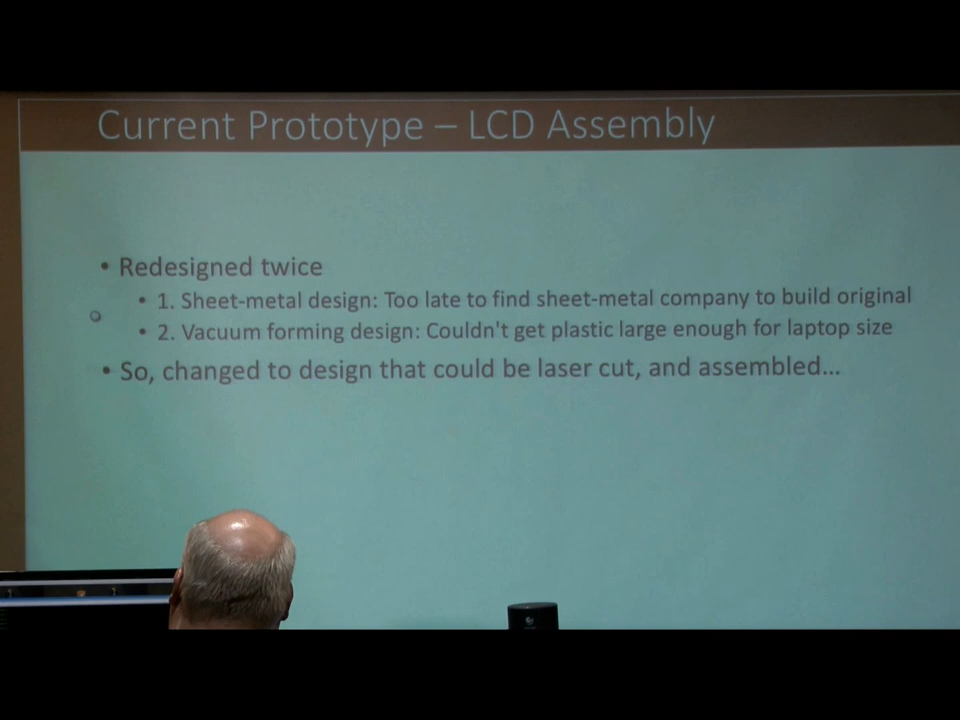 Current Prototype – LCD Assembly
• Redesigned twice
• 1. Sheet-metal design: Too late to find sheet-metal company to build original
• 2. Vacuum forming design: Couldn't get plastic large enough for laptop size
• So, changed to design that could be laser cut, and assembled...